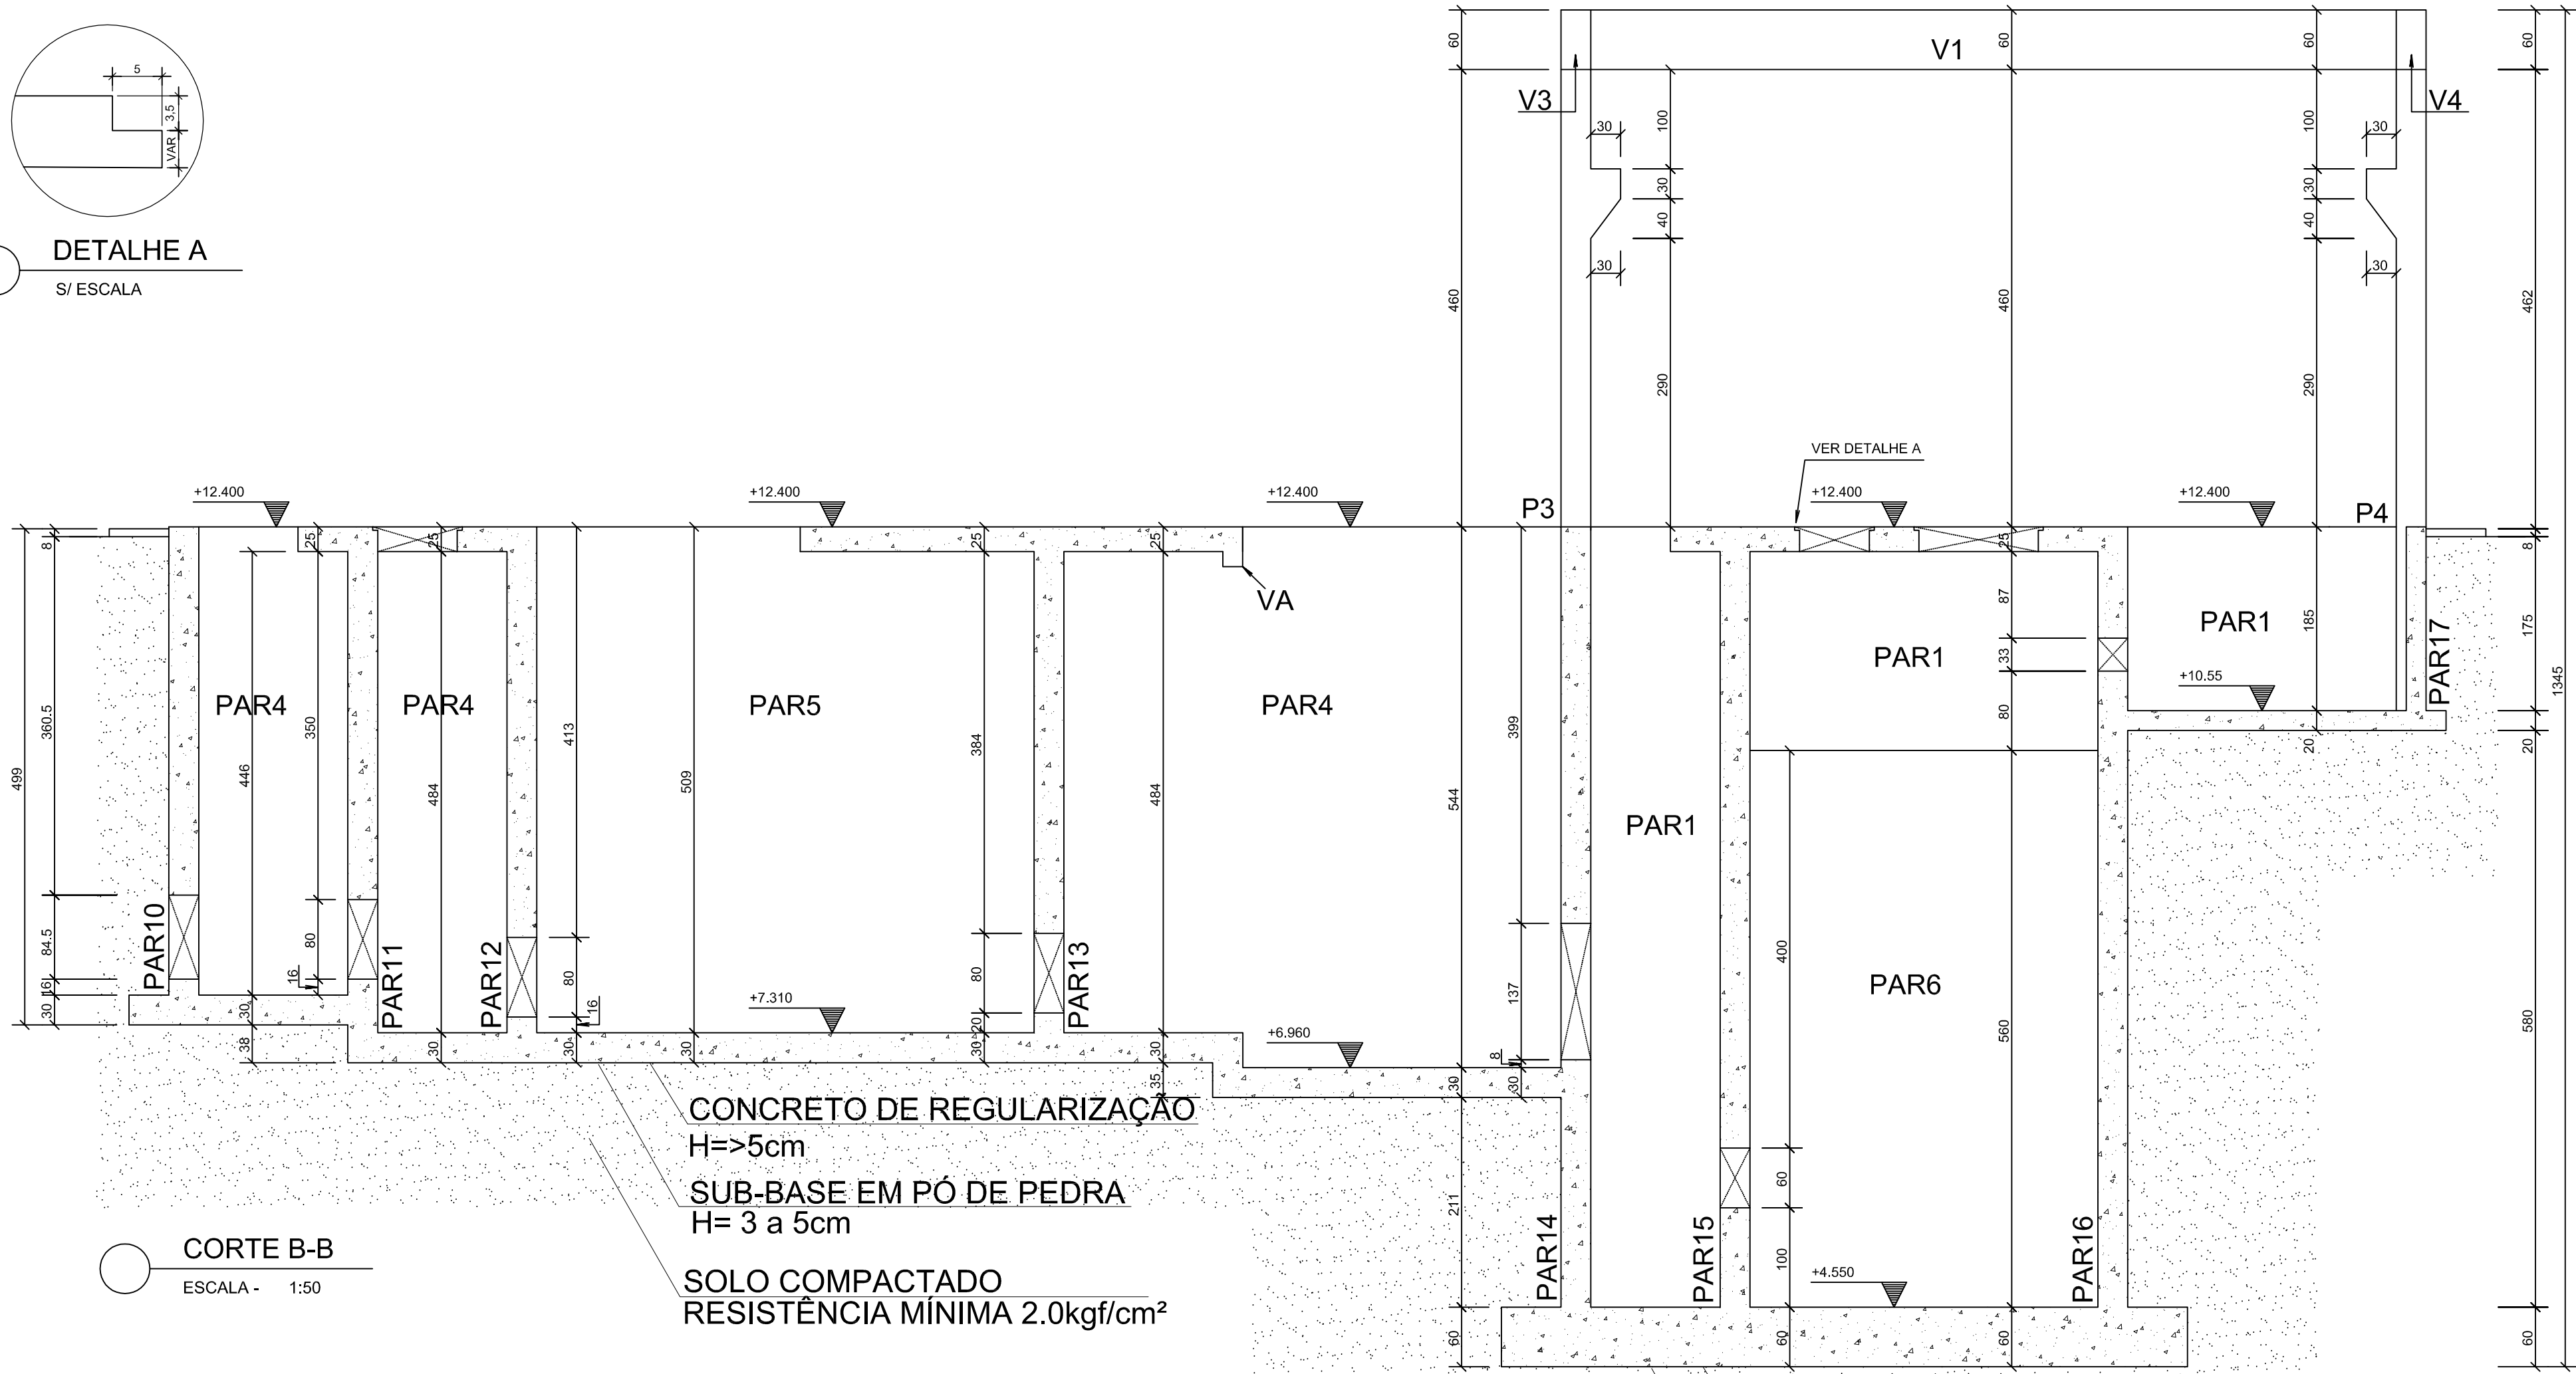 5
3,5
VAR
DETALHE A
S/ ESCALA
60
V1
60
60
60
V3
V4
30
100
100
30
30
30
40
40
30
30
460
460
462
290
290
1345
VER DETALHE A
+12.400
+12.400
+12.400
P3
+12.400
+12.400
P4
8
25
25
25
25
25
8
VA
87
33
80
PAR1
PAR1
185
175
PAR17
+10.55
20
20
PAR4
PAR4
PAR5
PAR4
499
360.5
446
350
484
413
509
384
484
544
399
PAR1
84.5
16
30
PAR10
80
16
PAR11
PAR12
80
16
+7.310
80
20
PAR13
137
8
+6.960
30
38
30
30
30
30
30
35
30
30
400
PAR6
560
580
CONCRETO DE REGULARIZAÇÃO
H=>5cm
SUB-BASE EM PÓ DE PEDRA
H= 3 a 5cm
SOLO COMPACTADO
RESISTÊNCIA MÍNIMA 2.0kgf/cm²
211
PAR14
PAR15
60
100
+4.550
PAR16
60
60
60
60
CORTE B-B
ESCALA - 1:50